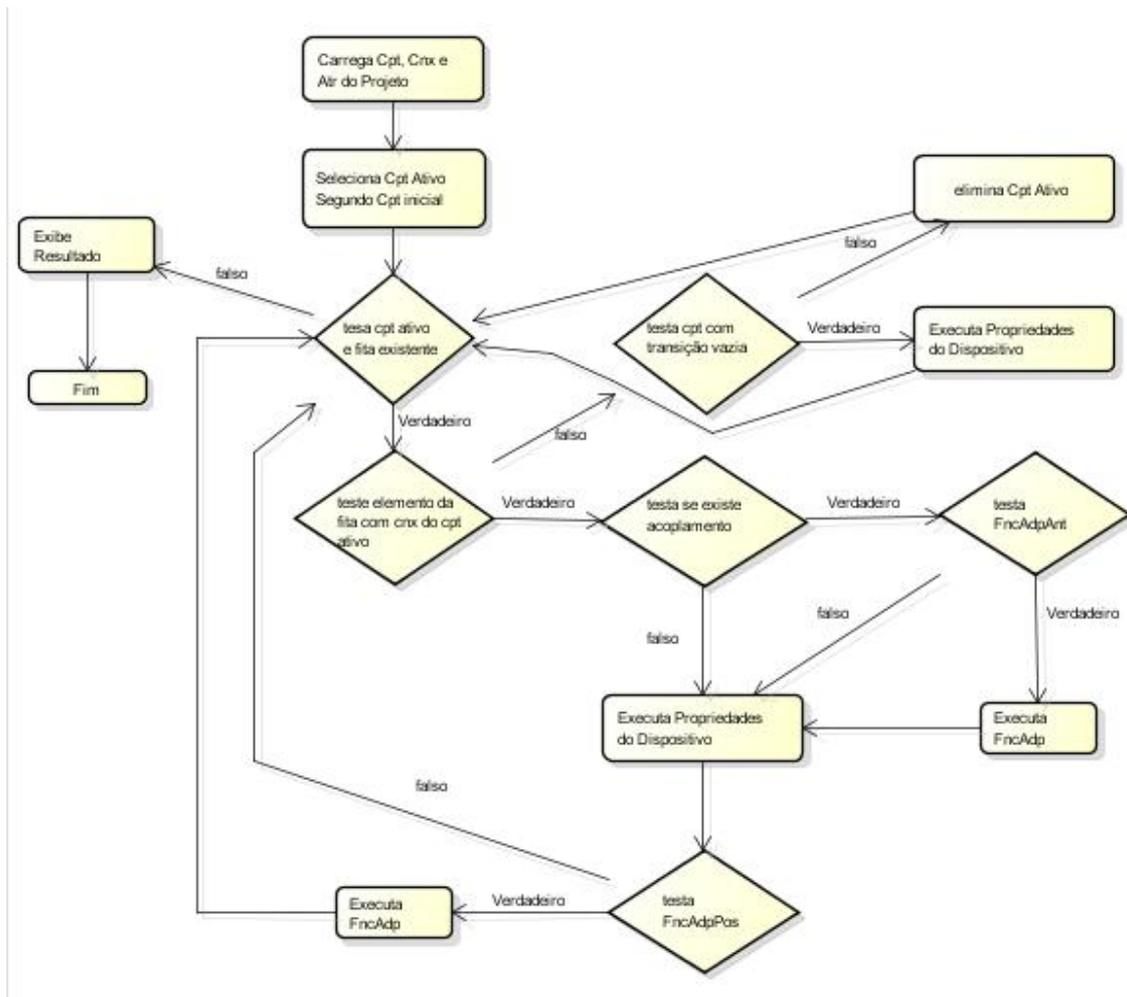 Carrega Cpt, Cnx e
Atr do Projeto
Seleciona Cpt Ativo
Segundo Cpt inicial
elimina Cpt Ativo
Exibe
Resultado
falso
falso
tesa cpt ativo
e fita existente
testa cpt com
transição vazia
Verdadeiro
Executa Propriedades
do Dispositivo
Fim
Verdadeiro
falso
teste elemento da
fita com cnx do cpt
ativo
Verdadeiro
testa se existe
acoplamento
Verdadeiro
testa
FncAdpAnt
falso
falso
Verdadeiro
Executa Propriedades
do Dispositivo
Executa
FncAdp
falso
Executa
FncAdp
Verdadeiro
testa
FncAdpPos